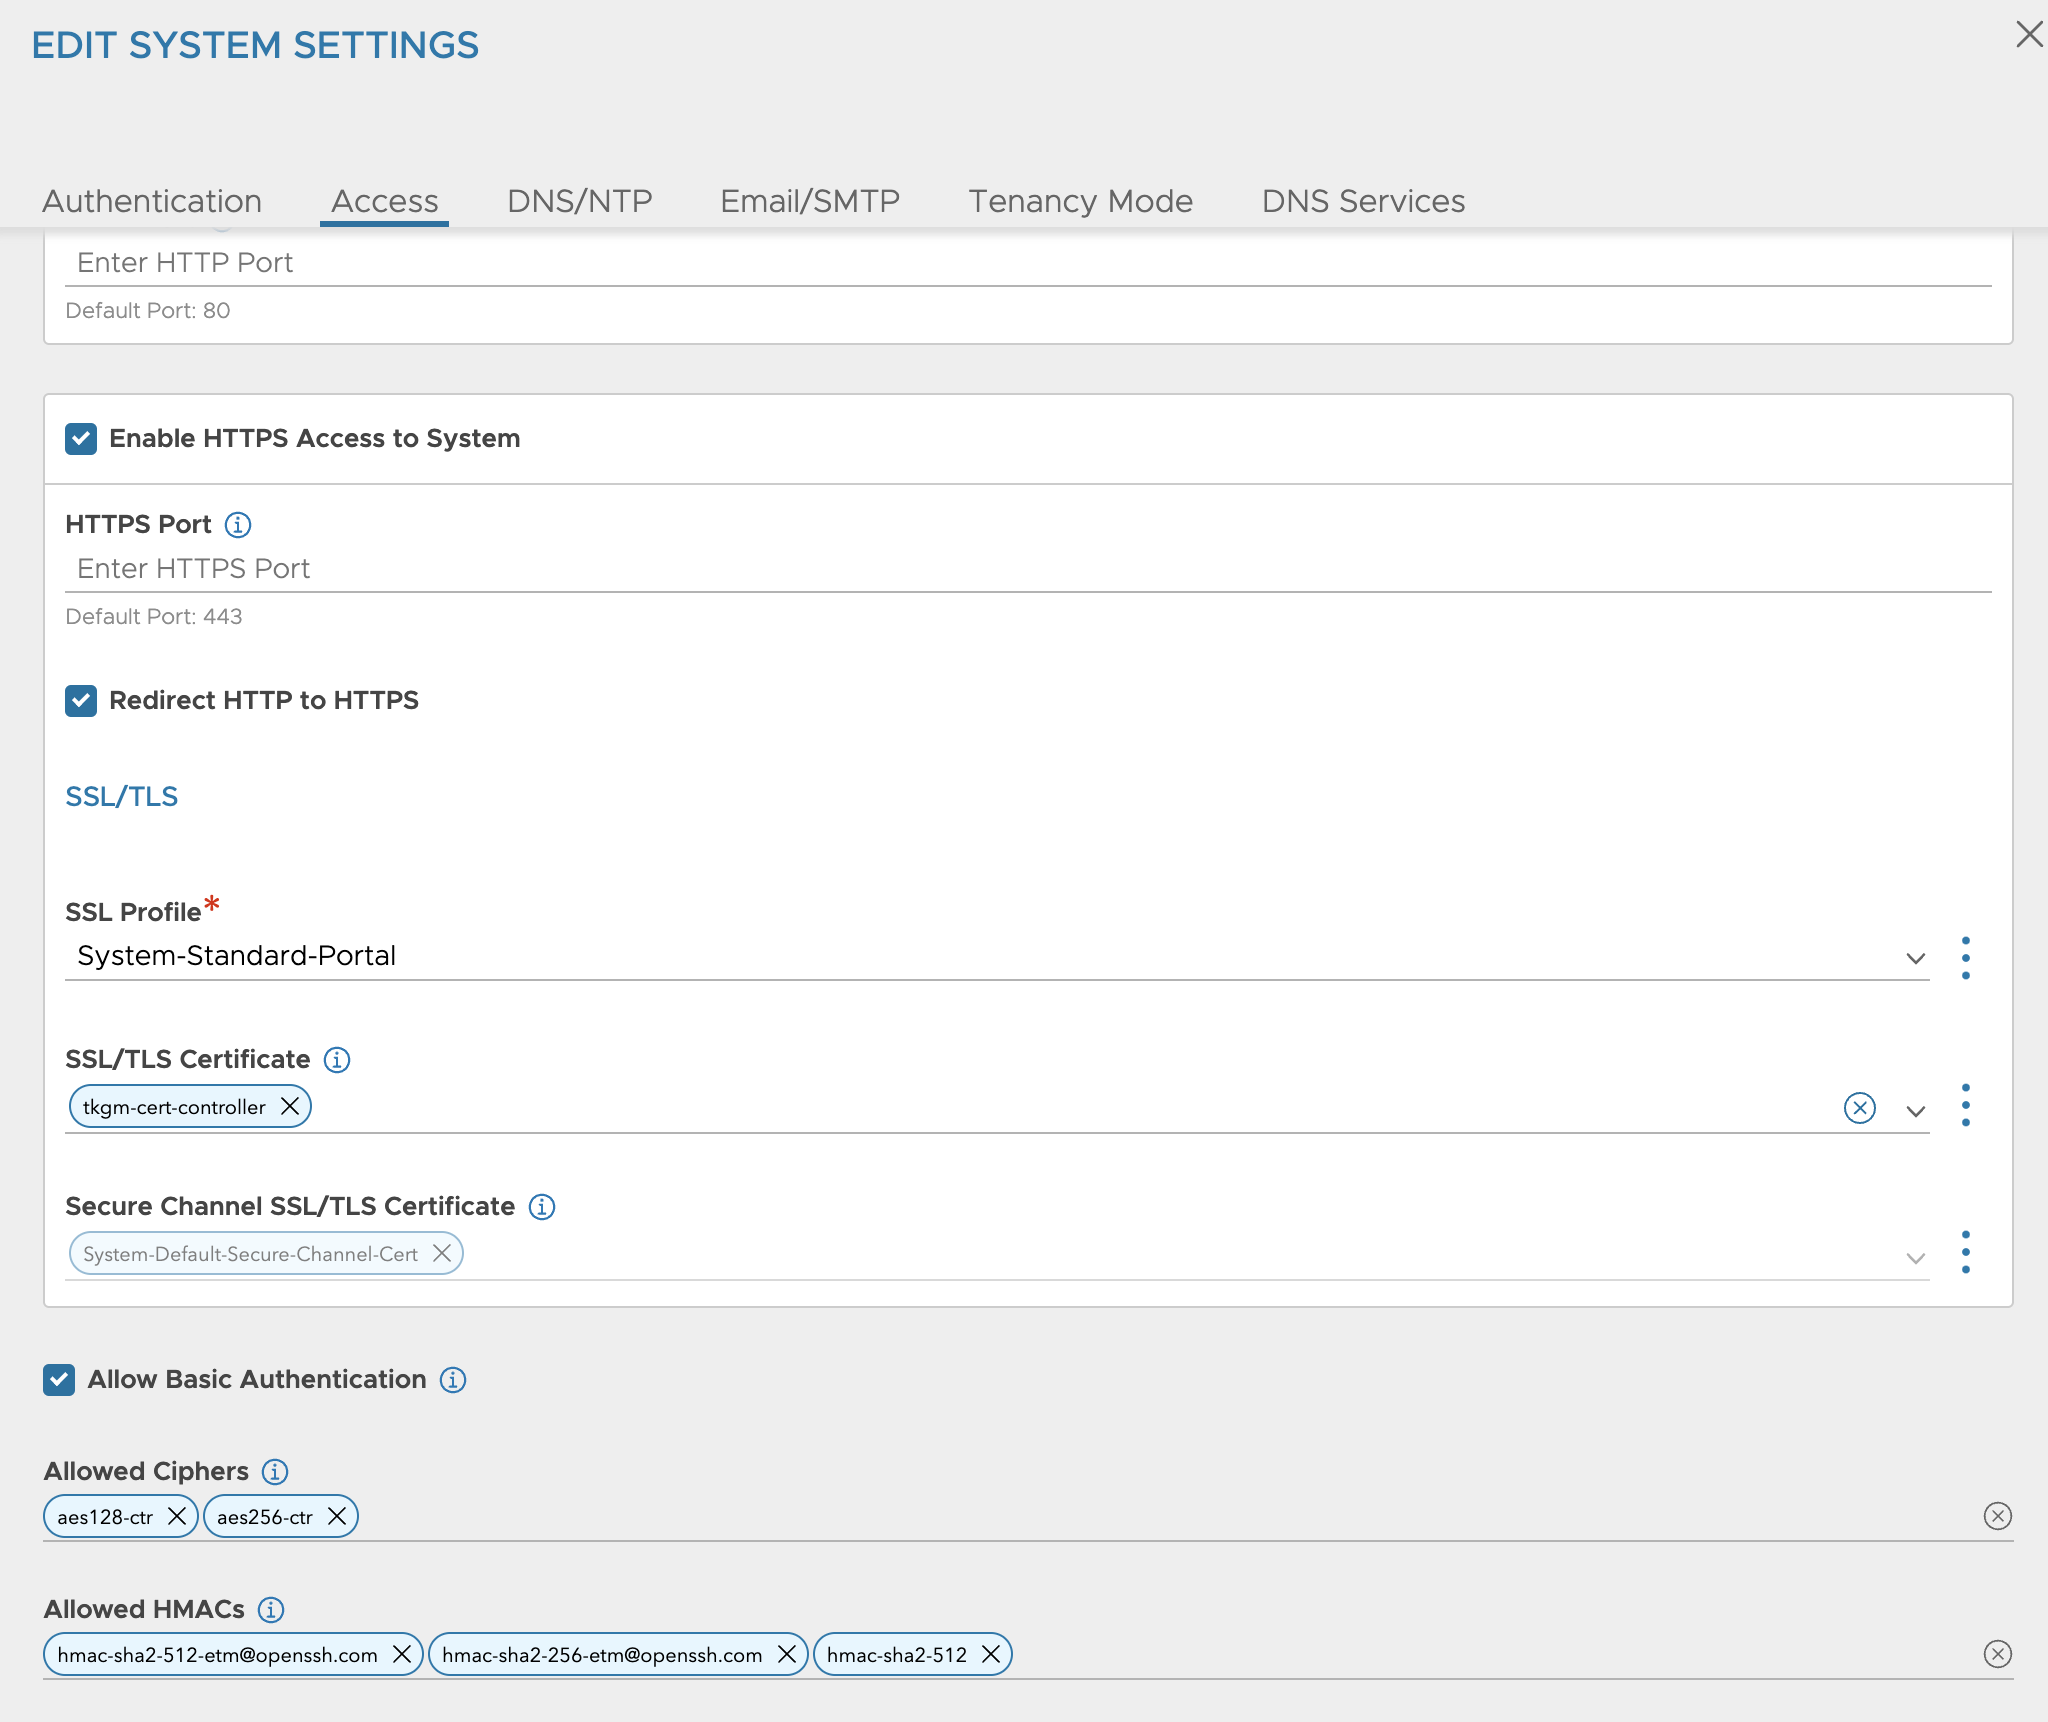 EDIT SYSTEM SETTINGS
Authentication Access DNS/NTP Email/SMTP Tenancy Mode DNS Services
Enter HTTP Port
Default Port: 80
Enable HTTPS Access to System
HTTPS Port
Enter HTTPS Port
Default Port: 443
Redirect HTTP to HTTPS
SSL/TLS
SSL Profile*
System-Standard-Portal
SSL/TLS Certificate
tkgm-cert-controller
Secure Channel SSL/TLS Certificate
System-Default-Secure-Channel-Cert
Allow Basic Authentication
Allowed Ciphers
aes128-ctr aes256-ctr
Allowed HMACs
hmac-sha2-512-etm@openssh.com hmac-sha2-256-etm@openssh.com hmac-sha2-512